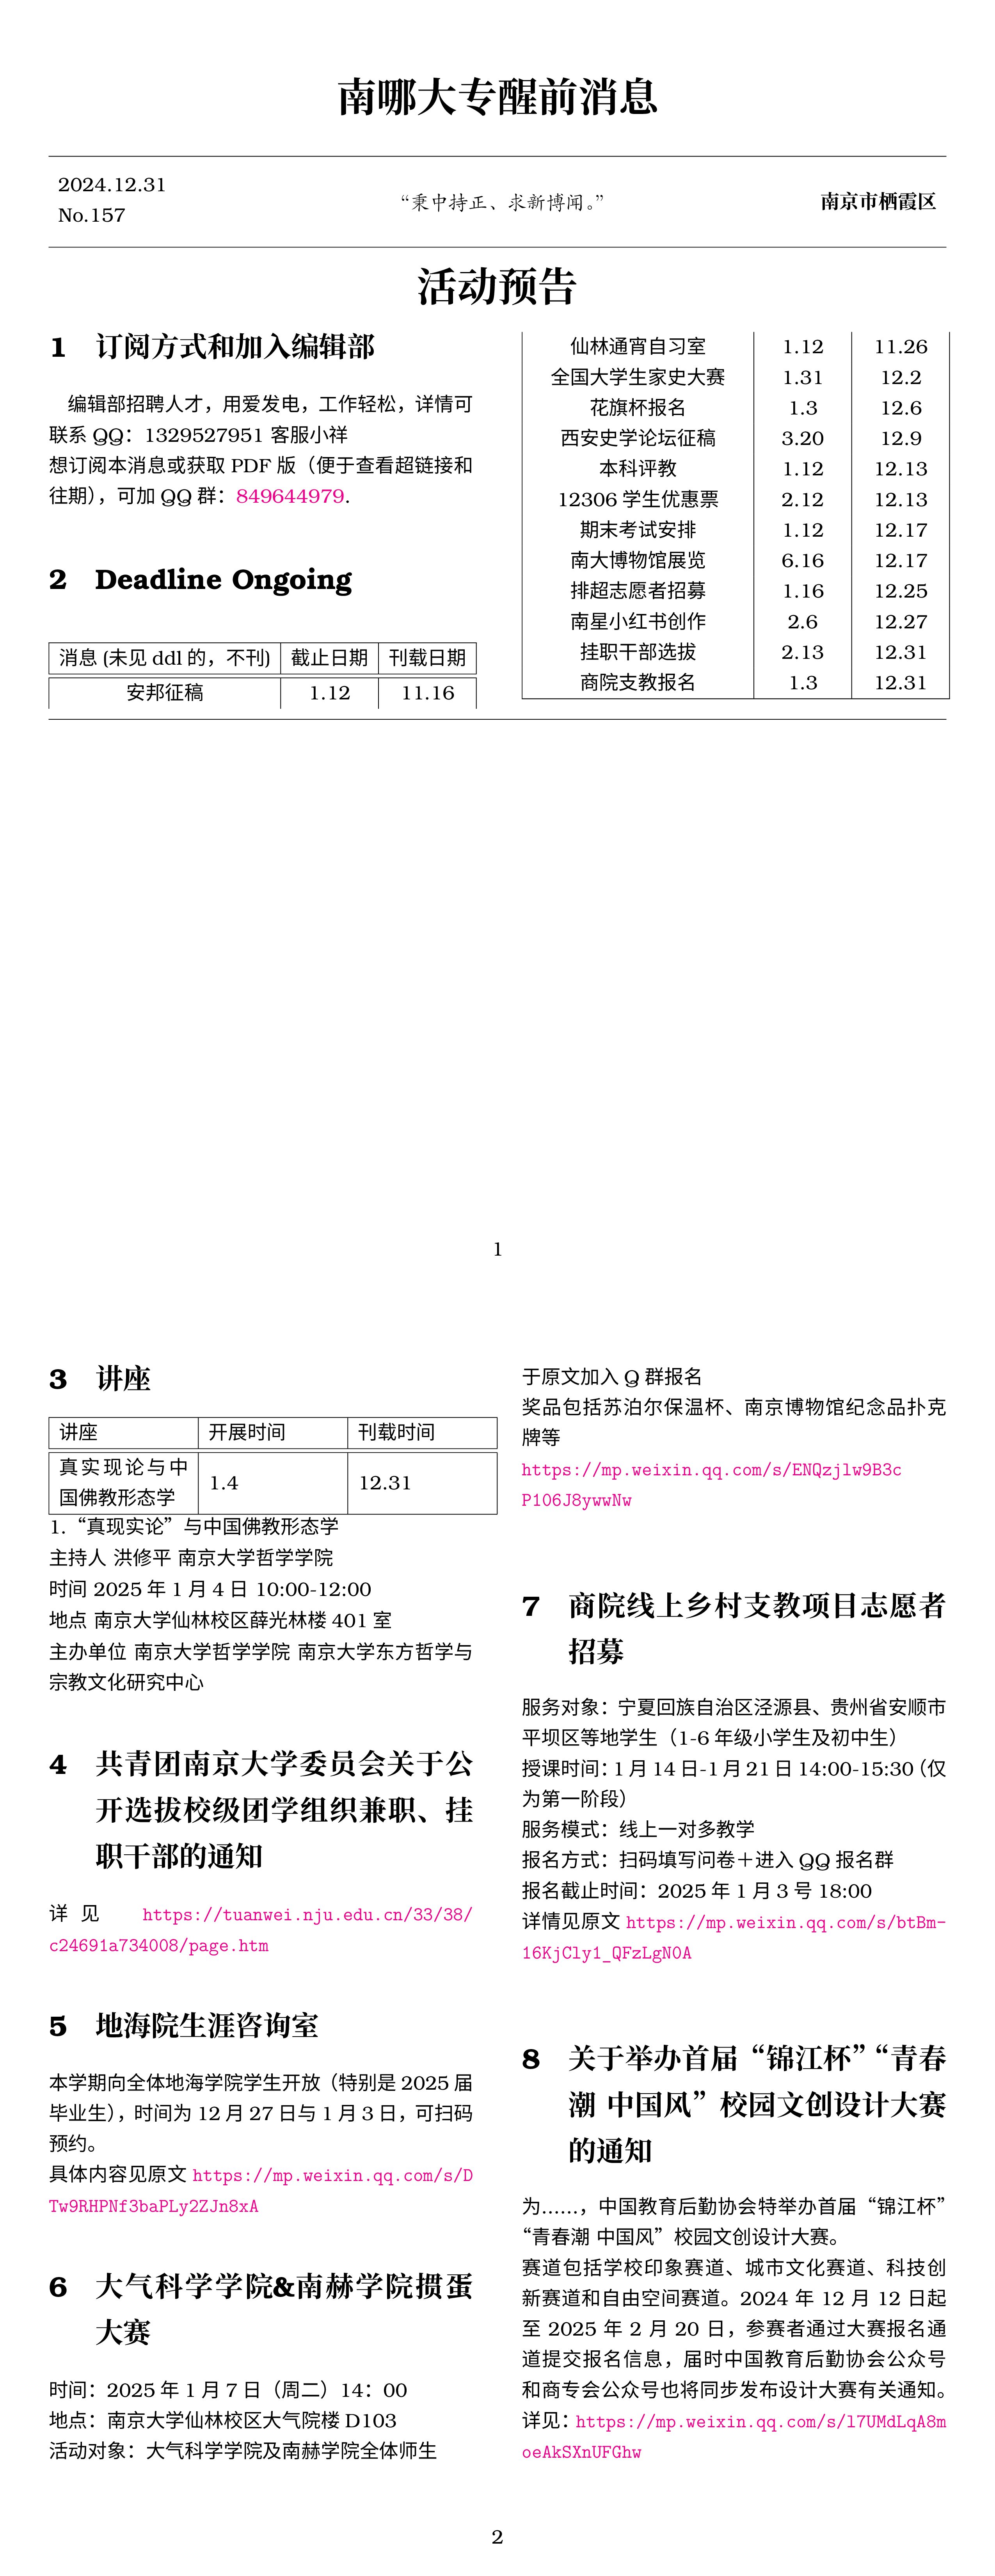 南哪大专醒前消息
2024.12.31
No.157
“秉中持正、求新博闻。”
南京市栖霞区
活动预告
1 订阅方式和加入编辑部
编辑部招聘人才，用爱发电，工作轻松，详情可
联系 QQ：1329527951 客服小祥
想订阅本消息或获取 PDF 版（便于查看超链接和
往期），可加 QQ 群：849644979.
2 Deadline Ongoing
消息 (未见 ddl 的，不刊) 截止日期 刊载日期
安邦征稿 1.12 11.16
仙林通宵自习室 1.12 11.26
全国大学生家史大赛 1.31 12.2
花旗杯报名 1.3 12.6
西安史学论坛征稿 3.20 12.9
本科评教 1.12 12.13
12306 学生优惠票 2.12 12.13
期末考试安排 1.12 12.17
南大博物馆展览 6.16 12.17
排超志愿者招募 1.16 12.25
南星小红书创作 2.6 12.27
挂职干部选拔 2.13 12.31
商院支教报名 1.3 12.31
1
3 讲座
讲座 开展时间 刊载时间
真实现论与中
国佛教形态学 1.4 12.31
1.“真现实论”与中国佛教形态学
主持人 洪修平 南京大学哲学学院
时间 2025 年 1 月 4 日 10:00-12:00
地点 南京大学仙林校区薛光林楼 401 室
主办单位 南京大学哲学学院 南京大学东方哲学与
宗教文化研究中心
4 共青团南京大学委员会关于公
开选拔校级团学组织兼职、挂
职干部的通知
详见 https://tuanwei.nju.edu.cn/33/38/
c24691a734008/page.htm
5 地海院生涯咨询室
本学期向全体地海学院学生开放（特别是 2025 届
毕业生），时间为 12 月 27 日与 1 月 3 日，可扫码
预约。
具体内容见原文 https://mp.weixin.qq.com/s/D
Tw9RHPNf3baPLy2ZJn8xA
6 大气科学学院&南赫学院掼蛋
大赛
时间：2025 年 1 月 7 日（周二）14：00
地点：南京大学仙林校区大气院楼 D103
活动对象：大气科学学院及南赫学院全体师生
于原文加入 Q 群报名
奖品包括苏泊尔保温杯、南京博物馆纪念品扑克
牌等
https://mp.weixin.qq.com/s/ENQzjlw9B3c
P106J8ywwNw
7 商院线上乡村支教项目志愿者
招募
服务对象：宁夏回族自治区泾源县、贵州省安顺市
平坝区等地学生（1-6 年级小学生及初中生）
授课时间：1 月 14 日-1 月 21 日 14:00-15:30（仅
为第一阶段）
服务模式：线上一对多教学
报名方式：扫码填写问卷＋进入 QQ 报名群
报名截止时间：2025 年 1 月 3 号 18:00
详情见原文 https://mp.weixin.qq.com/s/btBm-
16KjCly1_QFzLgN0A
8 关于举办首届“锦江杯”“青春
潮 中国风”校园文创设计大赛
的通知
为……，中国教育后勤协会特举办首届“锦江杯”
“青春潮 中国风”校园文创设计大赛。
赛道包括学校印象赛道、城市文化赛道、科技创
新赛道和自由空间赛道。2024 年 12 月 12 日起
至 2025 年 2 月 20 日，参赛者通过大赛报名通
道提交报名信息，届时中国教育后勤协会公众号
和商专会公众号也将同步发布设计大赛有关通知。
详见：https://mp.weixin.qq.com/s/l7UMdLqA8m
oeAkSXnUFGhw
2